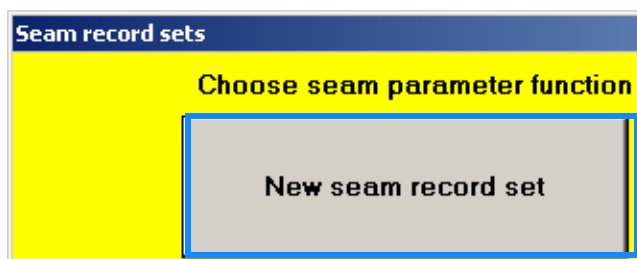 Seam record sets
Choose seam parameter function
New seam record set